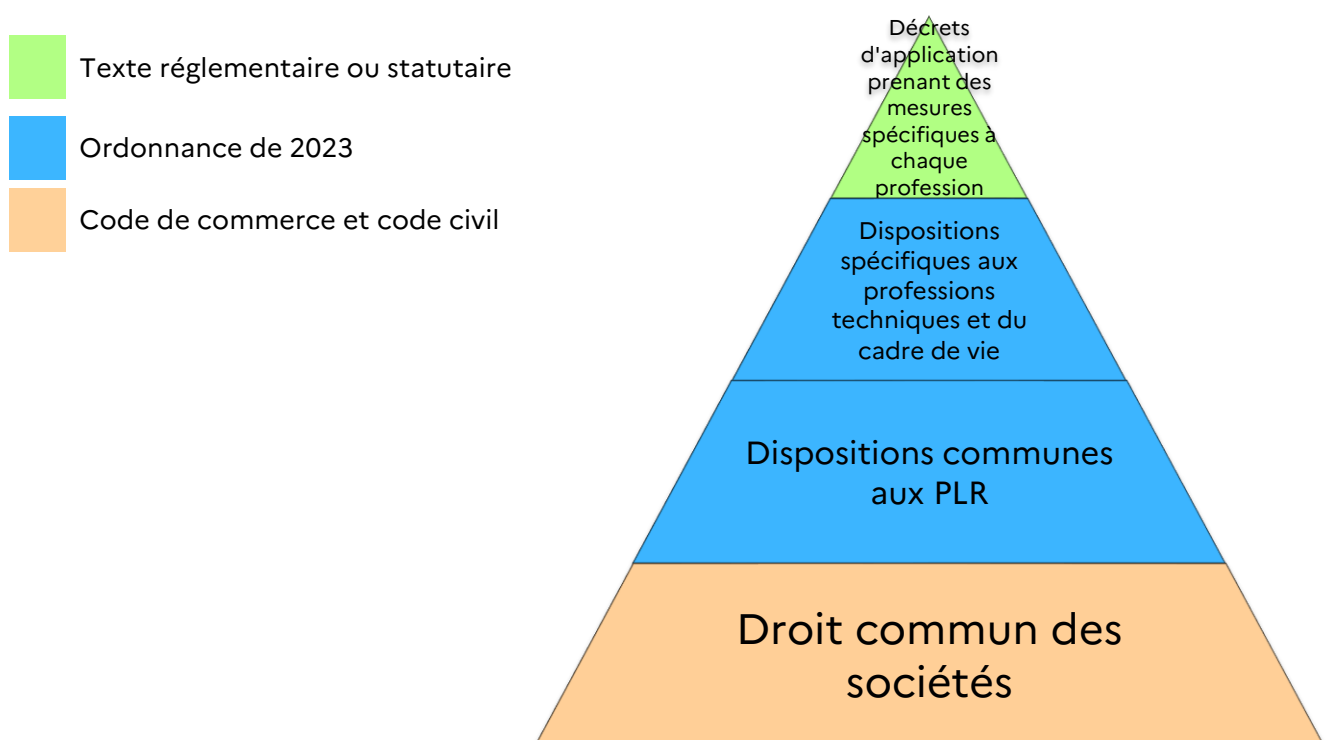 Texte réglementaire ou statutaire
Ordonnance de 2023
Code de commerce et code civil
Décrets
d'application
prenant des
mesures
spécifiques à
chaque
profession
Dispositions
spécifiques aux
professions
techniques et du
cadre de vie
Dispositions communes
aux PLR
Droit commun des
sociétés